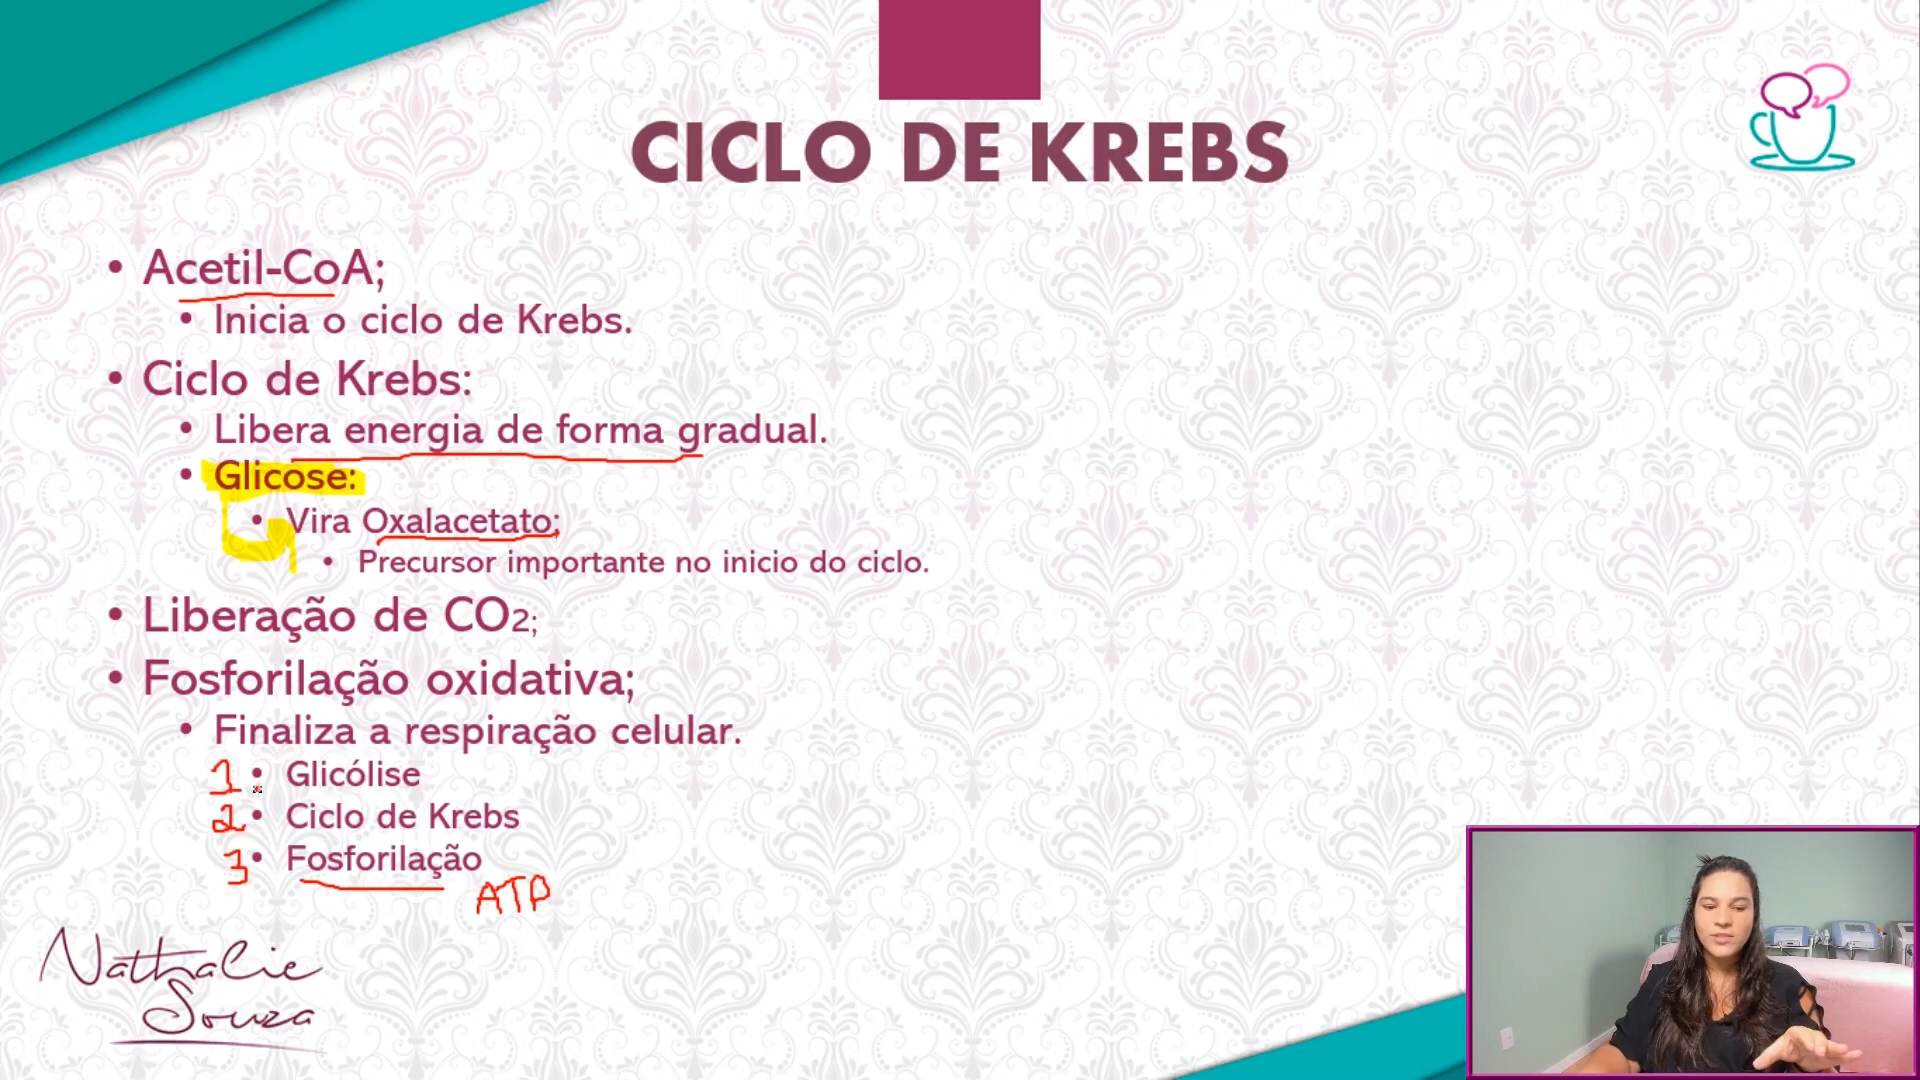 CICLO DE KREBS
• Acetil-CoA;
• Inicia o ciclo de Krebs.
• Ciclo de Krebs:
• Libera energia de forma gradual.
• Glicose:
• Vira Oxalacetato;
• Precursor importante no inicio do ciclo.
• Liberação de CO2;
• Fosforilação oxidativa;
• Finaliza a respiração celular.
1 • Glicólise
2 • Ciclo de Krebs
3 • Fosforilação
ATP
Nathalie
Souza